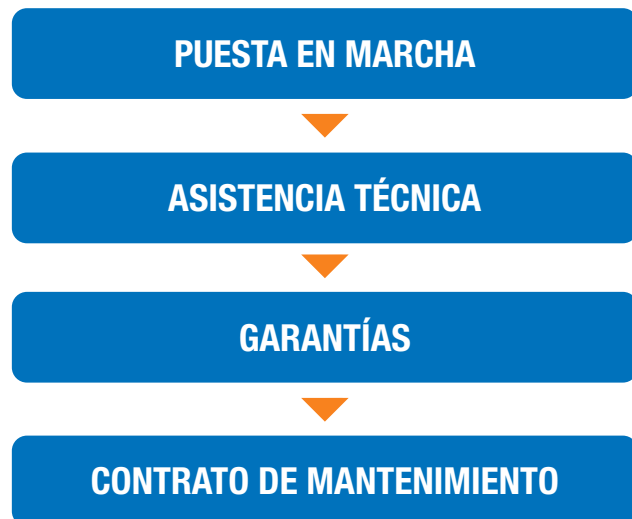 PUESTA EN MARCHA
ASISTENCIA TÉCNICA
GARANTÍAS
CONTRATO DE MANTENIMIENTO